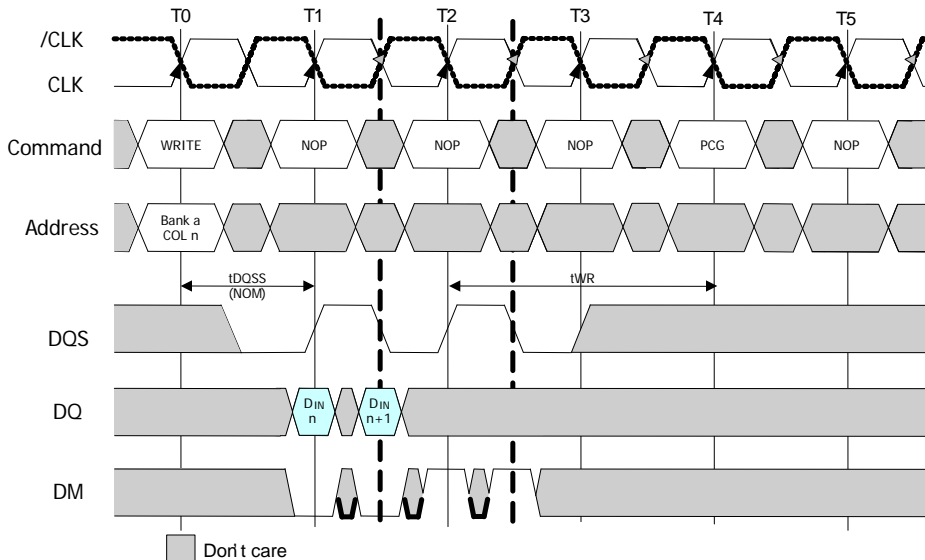 T0 T1 T2 T3 T4 T5
/CLK
CLK
Command WRITE NOP NOP NOP PCG NOP
Address Bank a
COL n
tDQSS
(NOM)
tWR
DQS
DQ DIN
n
DIN
n+1
DM
Don't care